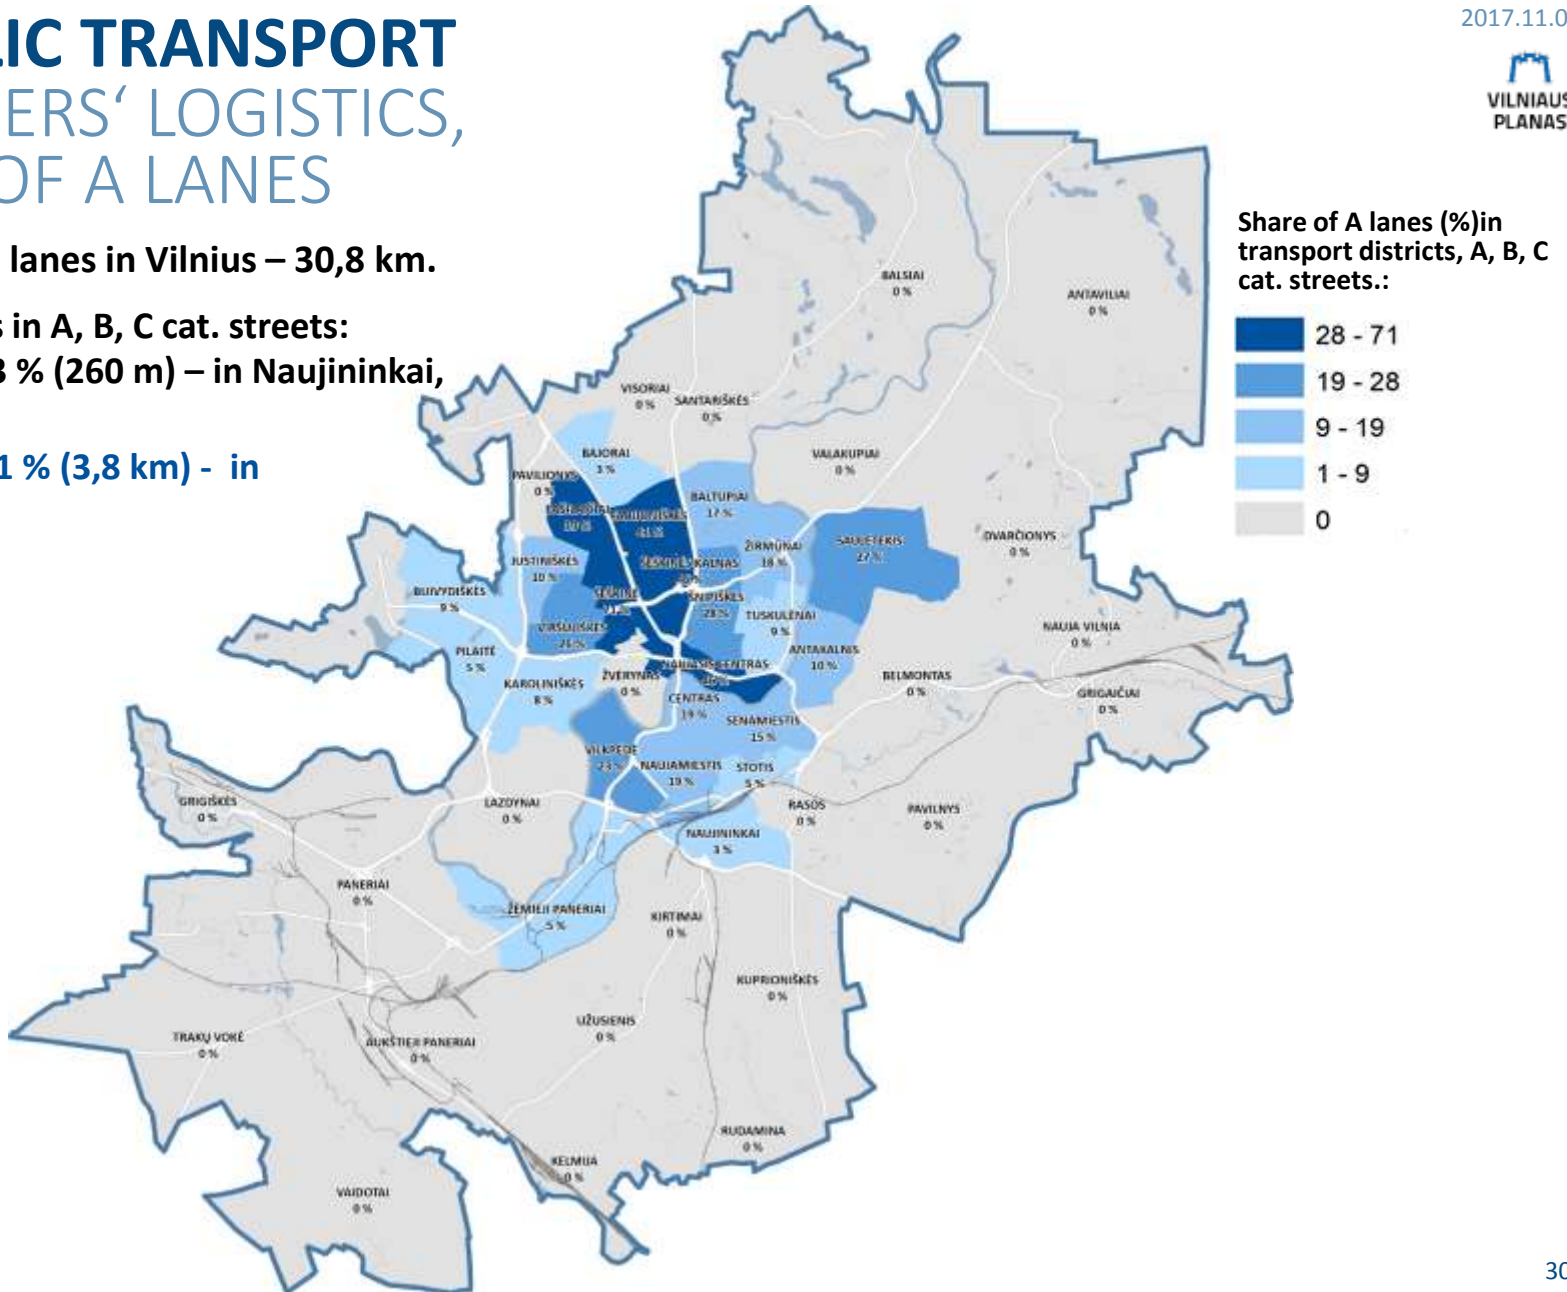 LIC TRANSPORT
ERS‘ LOGISTICS,
OF A LANES
lanes in Vilnius – 30,8 km.
s in A, B, C cat. streets:
3 % (260 m) – in Naujininkai,
1 % (3,8 km) - in
2017.11.0
VILNIAUS
PLANAS
Share of A lanes (%)in
transport districts, A, B, C
cat. streets.:
28 - 71
19 - 28
9 - 19
1 - 9
0
BALSIAI
0 %
ANTAVILIAI
0 %
VISORIAI
0 %
SANTARIŠKĖS
0 %
BAJORAI
3 %
VALAKUPIAI
0 %
PAVILIONYS
0 %
BALTUPIAI
17 %
ŽIRMŪNAI
18 %
SAULĖTEKIS
27 %
DVARČIONYS
0 %
JUSTINIŠKĖS
10 %
BUIVYDIŠKĖS
9 %
ŠEŠKINĖ
71 %
ŠNIPIŠKĖS
28 %
TUSKULĖNAI
9 %
VIRŠULIŠKĖS
26 %
NAUJA VILNIA
0 %
PILAITĖ
5 %
ANTAKALNIS
10 %
NAUJASIS CENTRAS
ŽVĖRYNAS
0 %
KAROLINIŠKĖS
8 %
BELMONTAS
0 %
GRIGAIČIAI
0 %
CENTRAS
19 %
SENAMIESTIS
15 %
VILKPĖDĖ
23 %
NAUJAMIESTIS
19 %
STOTIS
5 %
GRIGIŠKĖS
0 %
LAZDYNAI
0 %
RASOS
0 %
PAVILNYS
0 %
NAUJININKAI
3 %
PANERIAI
0 %
ŽEMIEJI PANERIAI
5 %
KIRTIMAI
0 %
KUPRIONIŠKĖS
0 %
UŽUSIENIS
0 %
TRAKŲ VOKĖ
0 %
AUKŠTIEJI PANERIAI
0 %
RUDAMINA
0 %
KELMIJA
0 %
VAIDOTAI
0 %
30